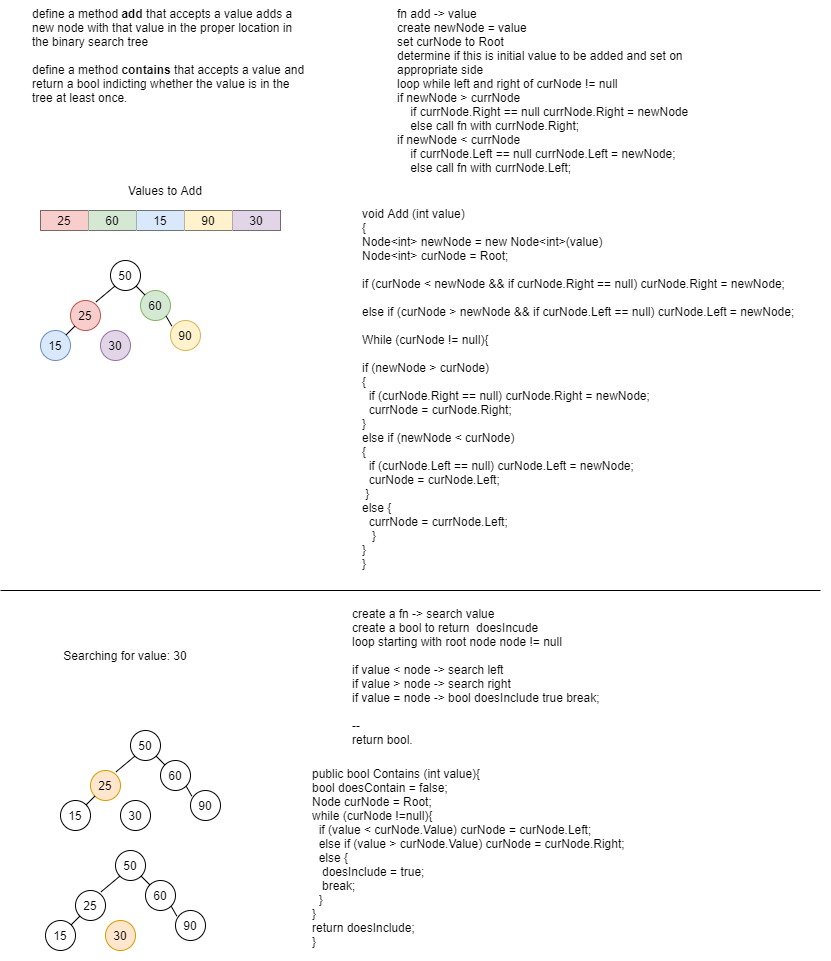 define a method add that accepts a value adds a
new node with that value in the proper location in
the binary search tree
define a method contains that accepts a value and
return a bool indicting whether the value is in the
tree at least once.
fn add -> value
create newNode = value
set curNode to Root
determine if this is initial value to be added and set on
appropriate side
loop while left and right of curNode != null
if newNode > currNode
if currNode.Right == null currNode.Right = newNode
else call fn with currNode.Right;
if newNode < currNode
if currNode.Left == null currNode.Left = newNode;
else call fn with currNode.Left;
Values to Add
25 60 15 90 30
50
60
25
90
15 30
void Add (int value)
{
Node<int> newNode = new Node<int>(value)
Node<int> curNode = Root;
if (curNode < newNode && if curNode.Right == null) curNode.Right = newNode;
else if (curNode > newNode && if curNode.Left == null) curNode.Left = newNode;
While (curNode != null){
if (newNode > curNode)
{
if (curNode.Right == null) curNode.Right = newNode;
currNode = curNode.Right;
}
else if (newNode < curNode)
{
if (curNode.Left == null) curNode.Left = newNode;
curNode = curNode.Left;
}
else {
currNode = currNode.Left;
}
}
}
Searching for value: 30
create a fn -> search value
create a bool to return  doesIncude
loop starting with root node node != null
if value < node -> search left
if value > node -> search right
if value = node -> bool doesInclude true break;
--
return bool.
50
60
25
90
15 30
50
60
25
90
15 30
public bool Contains (int value){
bool doesContain = false;
Node curNode = Root;
while (curNode !=null){
if (value < curNode.Value) curNode = curNode.Left;
else if (value > curNode.Value) curNode = curNode.Right;
else {
doesInclude = true;
break;
}
}
return doesInclude;
}